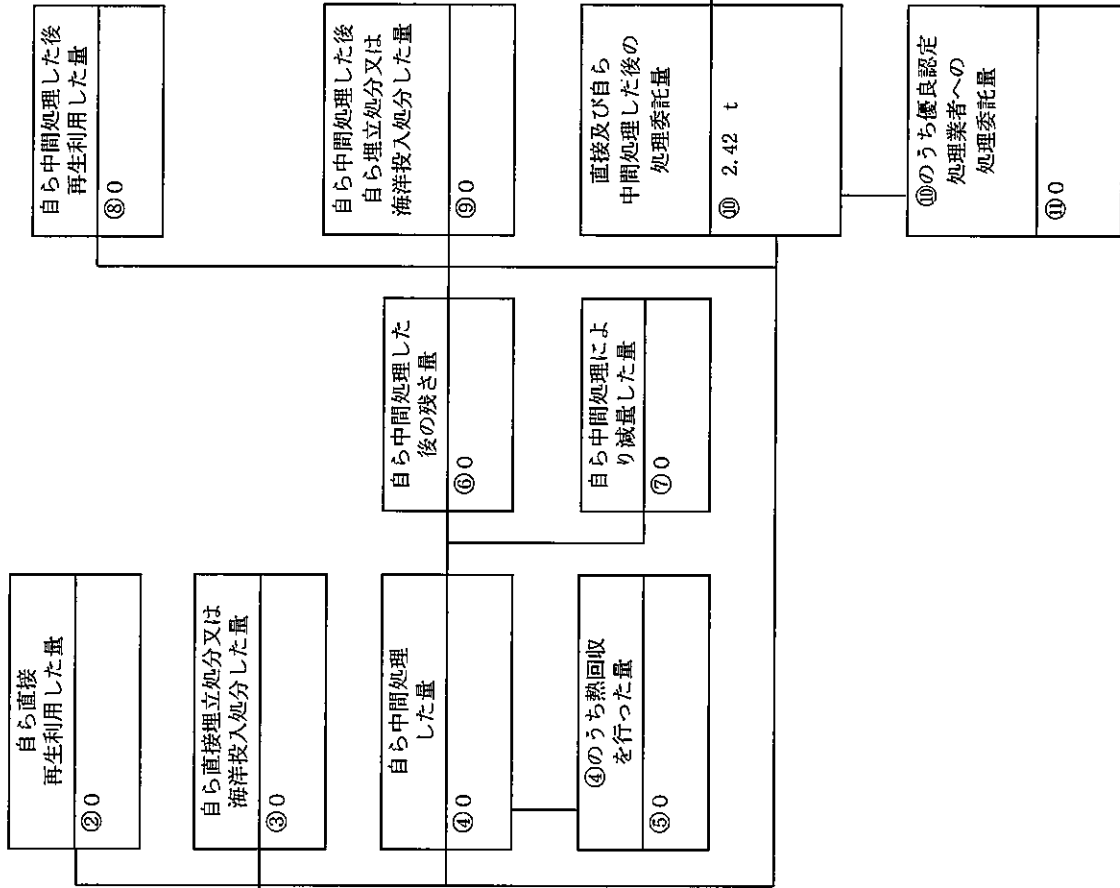 自ら直接
再生利用した量
②0
自ら直接埋立処分又は
海洋投入処分した量
③0
自ら中間処理
した量
④0
④のうち熱回収
を行った量
⑤0
自ら中間処理した
後の残さ量
⑥0
自ら中間処理によ
り減量した量
⑦0
自ら中間処理した後
再生利用した量
⑧0
自ら中間処理した後
自ら埋立処分又は
海洋投入処分した量
⑨0
直接及び自ら
中間処理した後の
処理委託量
⑩ 2.42 t
⑩のうち優良認定
処理業者への
処理委託量
⑪0